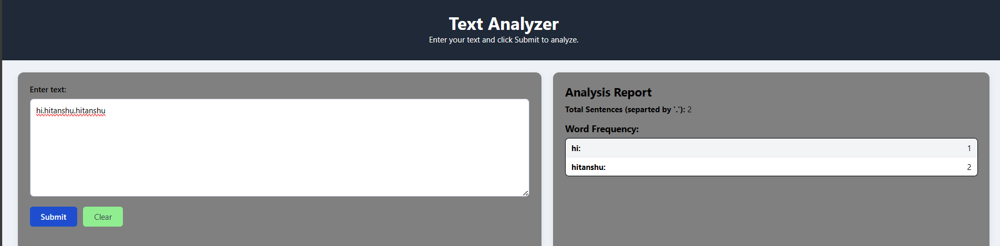 Text Analyzer
Enter your text and click Submit to analyze.
Enter text:
hi.hitanshu.hitanshu
Submit
Clear
Analysis Report
Total Sentences (separted by '.'): 2
Word Frequency:
hi: 1
hitanshu: 2